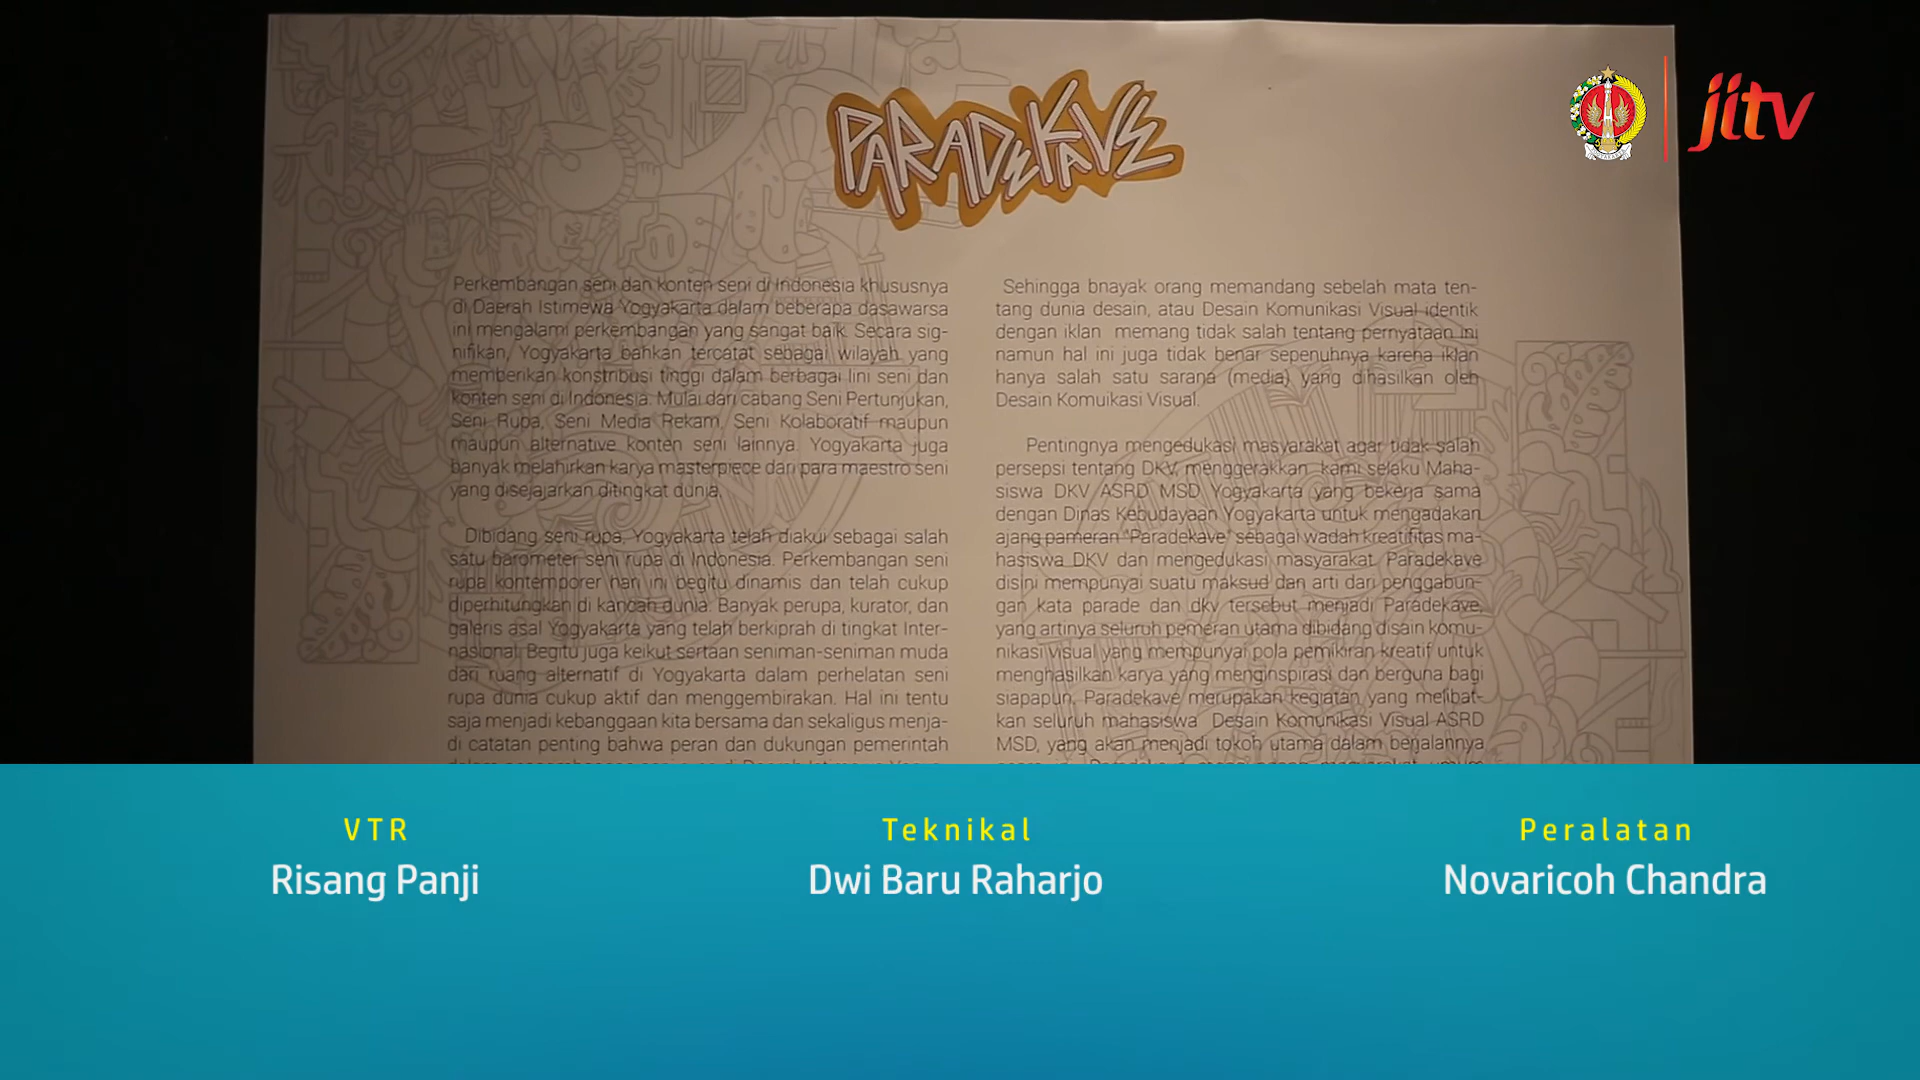 PARADEKAVE
jitv
Perkembangan seni dan konten seni di Indonesia khususnya
di Daerah Istimewa Yogyakarta dalam beberapa dasawarsa
ini mengalami perkembangan yang sangat baik. Secara sig-
nifikan, Yogyakarta bahkan tercatat sebagai wilayah yang
memberikan konstribusi tinggi dalam berbagai lini seni dan
konten seni di Indonesia. Mulai dari cabang Seni Pertunjukan,
Seni Rupa, Seni Media Rekam, Seni Kolaboratif maupun
maupun alternative konten seni lainnya. Yogyakarta juga
banyak melahirkan karya masterpiece dari para maestro seni
yang disejajarkan ditingkat dunia.
Dibidang seni rupa, Yogyakarta telah diakui sebagai salah
satu barometer seni rupa di Indonesia. Perkembangan seni
rupa kontemporer hari ini begitu dinamis dan telah cukup
diperhitungkan di kancah dunia. Banyak perupa, kurator, dan
galeris asal Yogyakarta yang telah berkiprah di tingkat Inter-
nasional. Begitu juga keikut sertaan seniman-seniman muda
dari ruang alternatif di Yogyakarta dalam perhelatan seni
rupa dunia cukup aktif dan menggembirakan. Hal ini tentu
saja menjadi kebanggaan kita bersama dan sekaligus menja-
di catatan penting bahwa peran dan dukungan pemerintah
Sehingga bnayak orang memandang sebelah mata ten-
tang dunia desain, atau Desain Komunikasi Visual identik
dengan iklan memang tidak salah tentang pernyataan ini
namun hal ini juga tidak benar sepenuhnya karena iklan
hanya salah satu sarana (media) yang dihasilkan oleh
Desain Komuikasi Visual.
Pentingnya mengedukasi masyarakat agar tidak salah
persepsi tentang DKV, menggerakkan kami selaku Maha-
siswa DKV ASRD MSD Yogyakarta yang bekerja sama
dengan Dinas Kebudayaan Yogyakarta untuk mengadakan
ajang pameran "Paradekave" sebagai wadah kreatifitas ma-
hasiswa DKV dan mengedukasi masyarakat. Paradekave
disini mempunyai suatu maksud dan arti dari penggabun-
gan kata parade dan dkv tersebut menjadi Paradekave,
yang artinya seluruh pemeran utama dibidang disain komu-
nikasi visual yang mempunyai pola pemikiran kreatif untuk
menghasilkan karya yang menginspirasi dan berguna bagi
siapapun. Paradekave merupakan kegiatan yang melibat-
kan seluruh mahasiswa Desain Komunikasi Visual ASRD
MSD, yang akan menjadi tokoh utama dalam berjalannya
VTR
Risang Panji
Teknikal
Dwi Baru Raharjo
Peralatan
Novaricoh Chandra